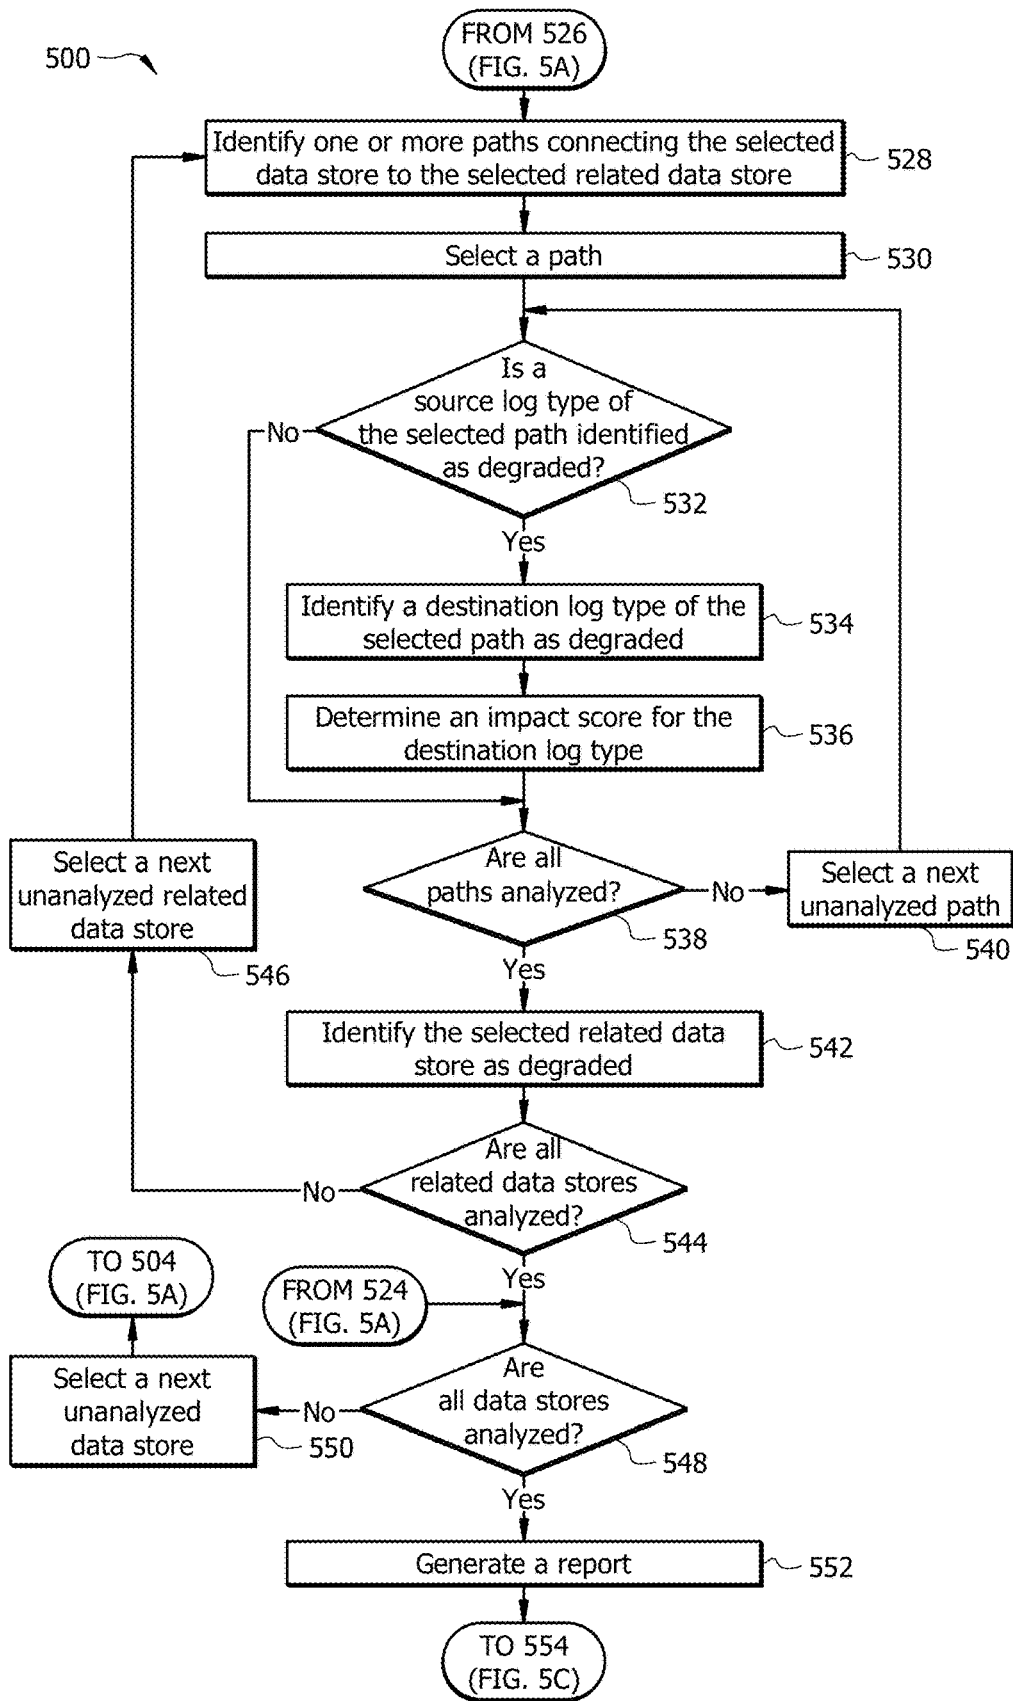 500
FROM 526
(FIG. 5A)
Identify one or more paths connecting the selected
data store to the selected related data store
528
Select a path
530
Is a
source log type of
the selected path identified
as degraded?
532
No
Yes
Identify a destination log type of the
selected path as degraded
534
Determine an impact score for the
destination log type
536
Are all
paths analyzed?
538
No
Select a next
unanalyzed path
540
Select a next
unanalyzed related
data store
546
Yes
Identify the selected related data
store as degraded
542
Are all
related data stores
analyzed?
544
No
Yes
TO 504
(FIG. 5A)
FROM 524
(FIG. 5A)
Are
all data stores
analyzed?
548
No
Select a next
unanalyzed
data store
550
Yes
Generate a report
552
TO 554
(FIG. 5C)